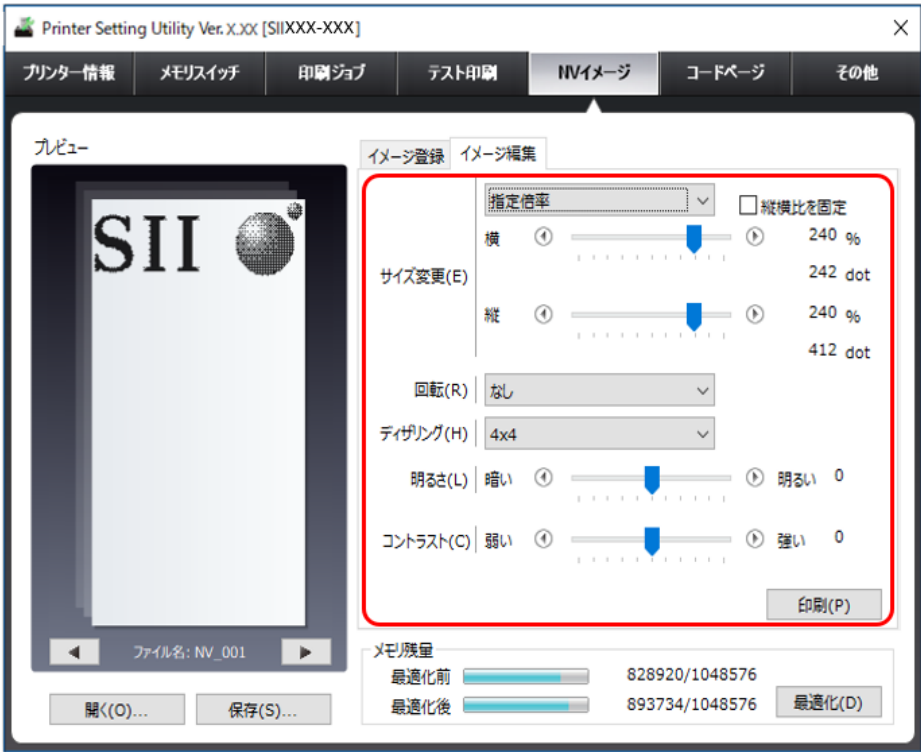 Printer Setting Utility Ver. X.XX [SIIXXX-XXX]
プリンター情報 メモリスイッチ 印刷ジョブ テスト印刷 NVイメージ コードページ その他
プレビュー
イメージ登録 イメージ編集
SII
指定倍率
縦横比を固定
サイズ変更(E)
横 240 %
242 dot
縦 240 %
412 dot
回転(R) なし
ディザリング(H) 4x4
明るさ(L) 暗い 明るい 0
コントラスト(C) 弱い 強い 0
印刷(P)
ファイル名: NV_001
開く(O)... 保存(S)...
メモリ残量
最適化前 828920/1048576
最適化後 893734/1048576
最適化(D)